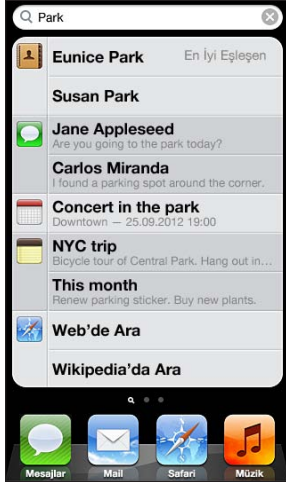 Park
Eunice Park En İyi Eşleşen
Susan Park
Jane Appleseed
Are you going to the park today?
Carlos Miranda
I found a parking spot around the corner.
Concert in the park
Downtown — 25.09.2012 19:00
NYC trip
Bicycle tour of Central Park. Hang out in...
This month
Renew parking sticker. Buy new plants.
Web’de Ara
Wikipedia’da Ara
Mesajlar Mail Safari Müzik